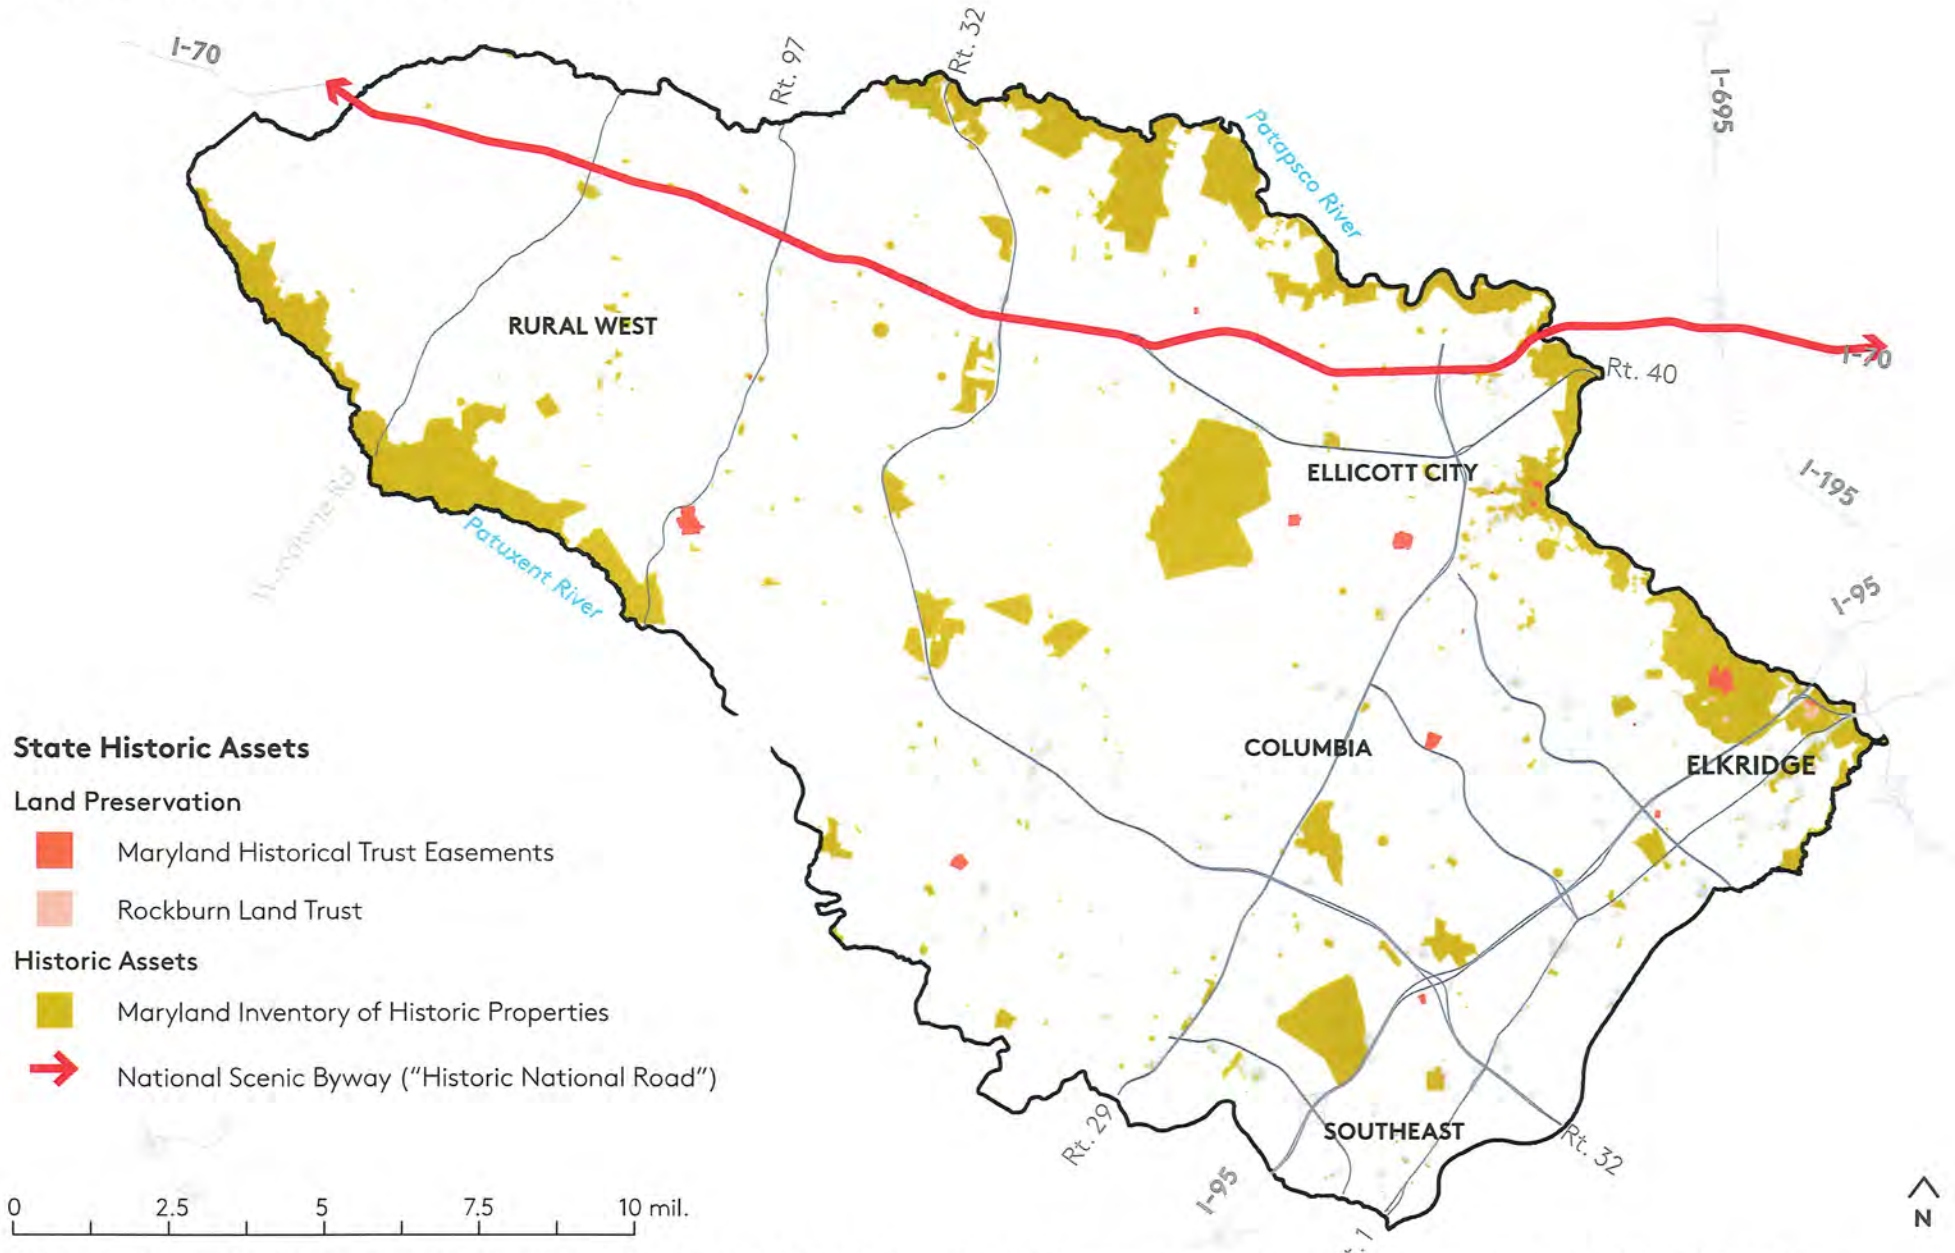 I-70
Rt. 97
Rt. 32
I-695
Patapsco River
RURAL WEST
I-70
Rt. 40
ELLICOTT CITY
I-195
Patuxent River
I-95
COLUMBIA
ELKRIDGE
State Historic Assets
Land Preservation
Maryland Historical Trust Easements
Rockburn Land Trust
Historic Assets
Maryland Inventory of Historic Properties
National Scenic Byway ("Historic National Road")
Rt. 29
I-95
SOUTHEAST
Rt. 32
0 2.5 5 7.5 10 mil.
N